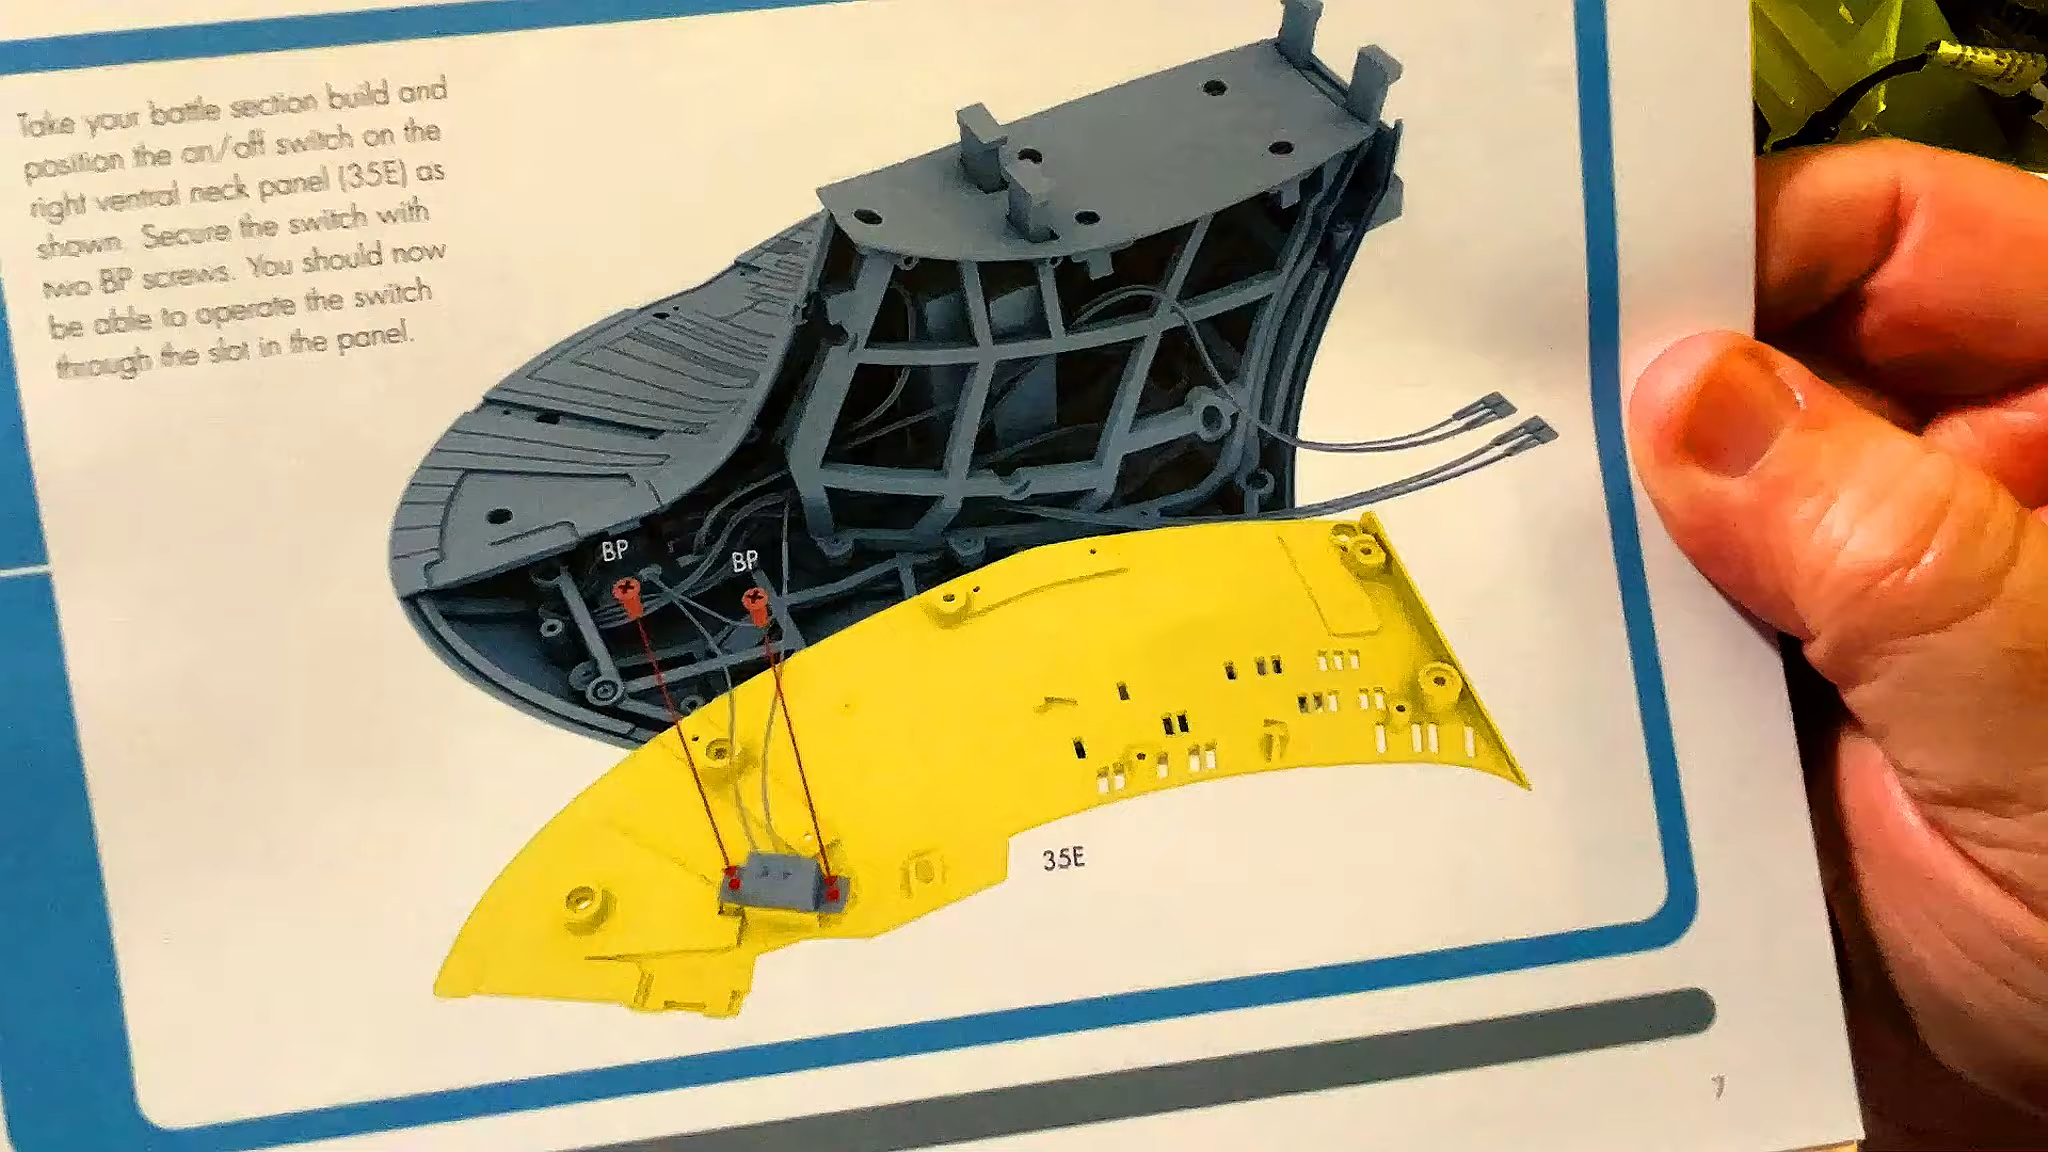 Take your battle section build and
position the on/off switch on the
right ventral neck panel (35E) as
shown. Secure the switch with
two BP screws. You should now
be able to operate the switch
through the slot in the panel.
BP
BP
35E
7